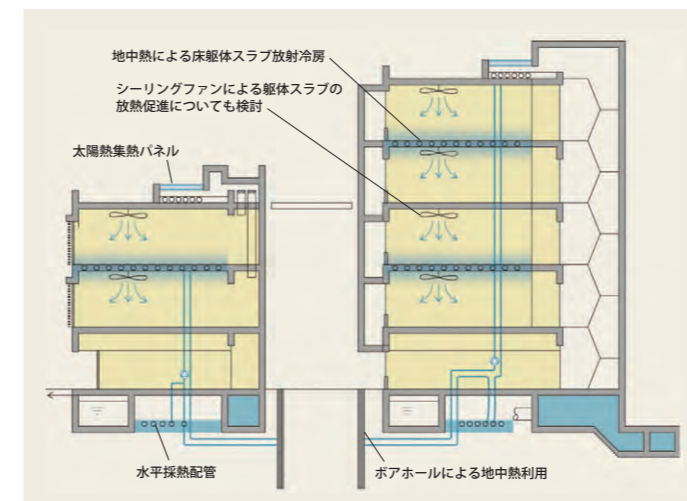 地中熱による床躯体スラブ放射冷房
シーリングファンによる躯体スラブの
放熱促進についても検討
太陽熱集熱パネル
水平採熱配管
ボアホールによる地中熱利用